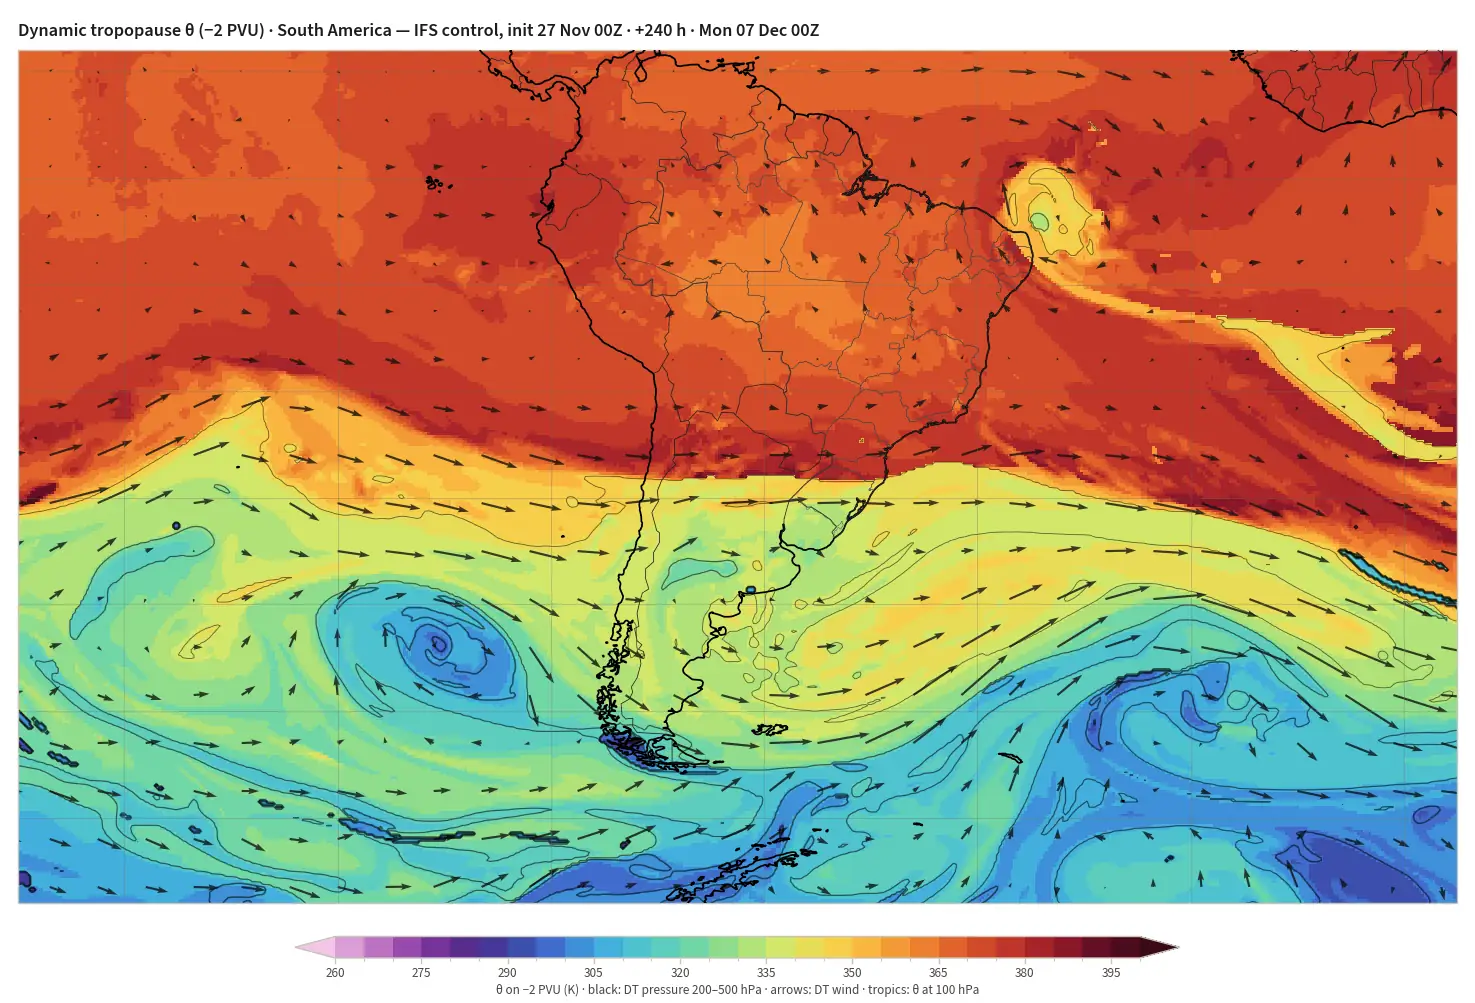 Dynamic tropopause θ (−2 PVU) · South America — IFS control, init 27 Nov 00Z · +240 h · Mon 07 Dec 00Z
260 275 290 305 320 335 350 365 380 395
θ on −2 PVU (K) · black: DT pressure 200–500 hPa · arrows: DT wind · tropics: θ at 100 hPa